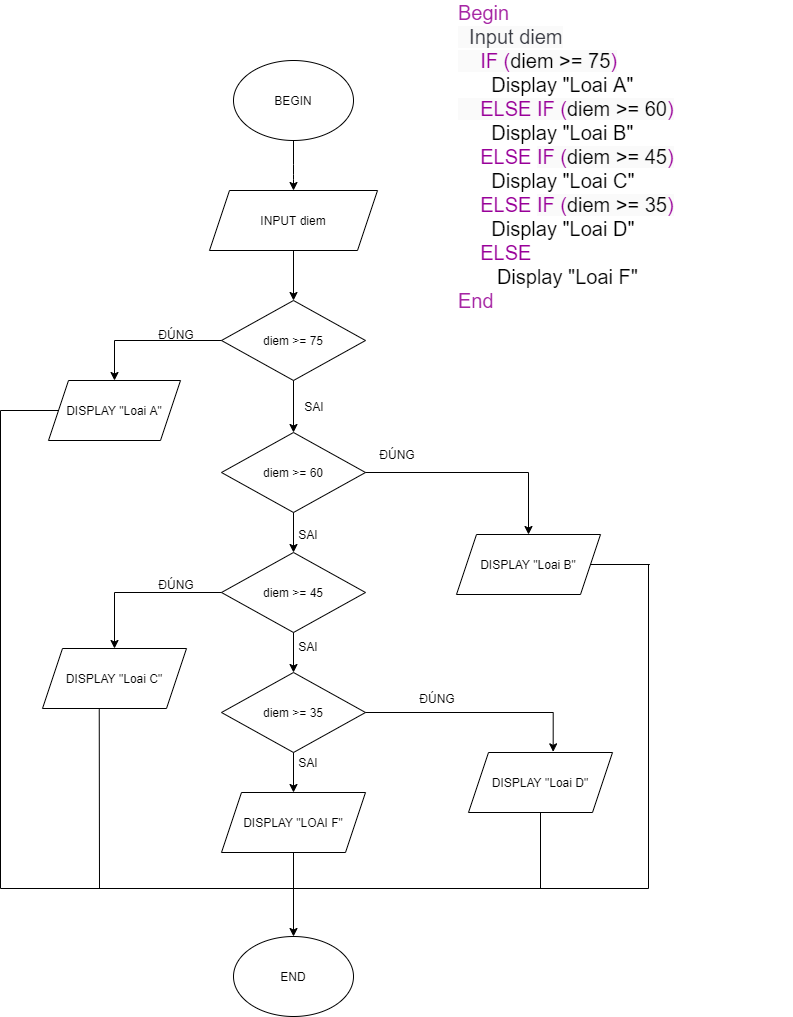 Begin
Input diem
IF (diem >= 75)
Display "Loai A"
ELSE IF (diem >= 60)
Display "Loai B"
ELSE IF (diem >= 45)
Display "Loai C"
ELSE IF (diem >= 35)
Display "Loai D"
ELSE
Display "Loai F"
End
BEGIN
INPUT diem
diem >= 75
ĐÚNG
DISPLAY "Loai A"
SAI
diem >= 60
ĐÚNG
DISPLAY "Loai B"
SAI
diem >= 45
ĐÚNG
DISPLAY "Loai C"
SAI
diem >= 35
ĐÚNG
DISPLAY "Loai D"
SAI
DISPLAY "LOAI F"
END